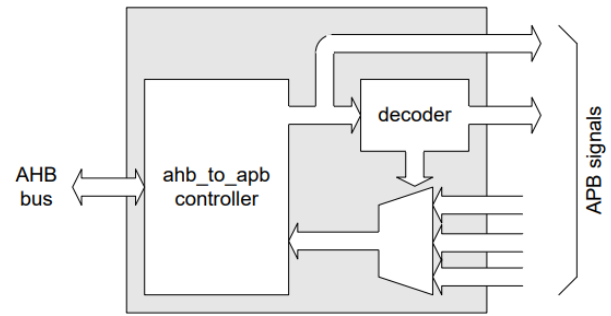 AHB
bus
ahb_to_apb
controller
decoder
APB signals